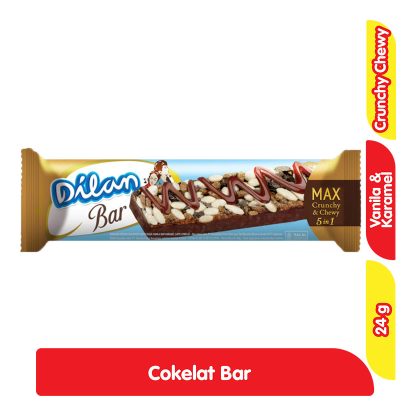 Dilan
Bar
MAX
Crunchy
& Chewy
5 in 1
Crunchy Chewy
Vanila &
Karamel
24 g
Cokelat Bar